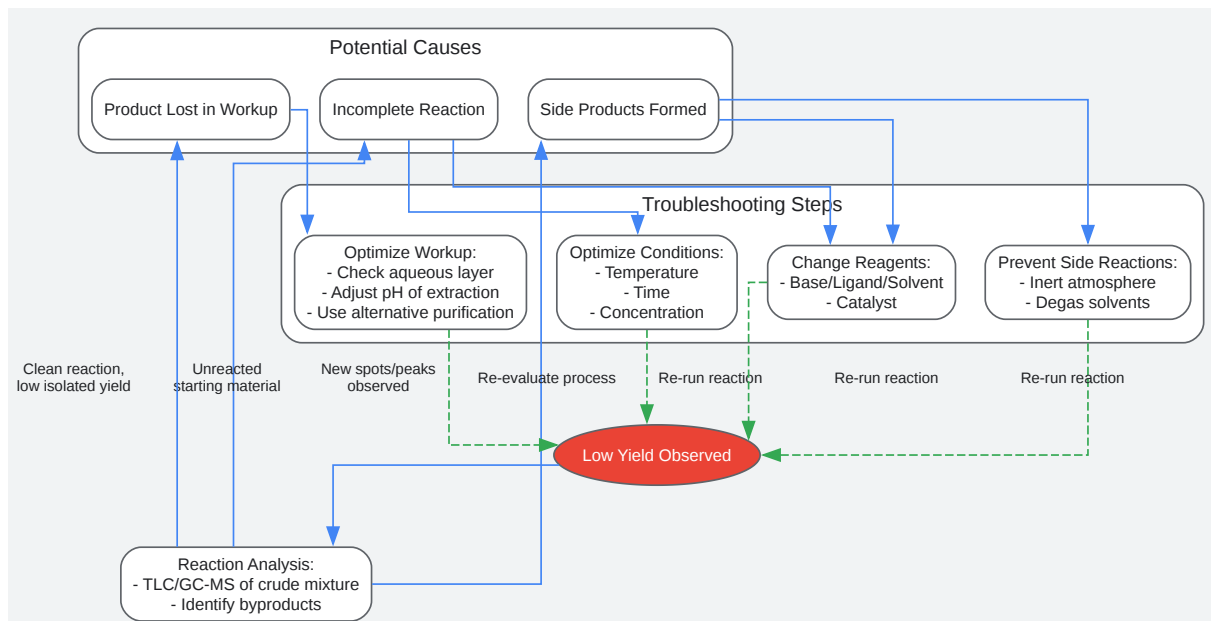 Potential Causes
Product Lost in Workup
Incomplete Reaction
Side Products Formed
Troubleshooting Steps
Optimize Workup:
- Check aqueous layer
- Adjust pH of extraction
- Use alternative purification
Optimize Conditions:
- Temperature
- Time
- Concentration
Change Reagents:
- Base/Ligand/Solvent
- Catalyst
Prevent Side Reactions:
- Inert atmosphere
- Degas solvents
Clean reaction,
low isolated yield
Unreacted
starting material
New spots/peaks
observed
Re-evaluate process
Re-run reaction
Re-run reaction
Re-run reaction
Low Yield Observed
Reaction Analysis:
- TLC/GC-MS of crude mixture
- Identify byproducts